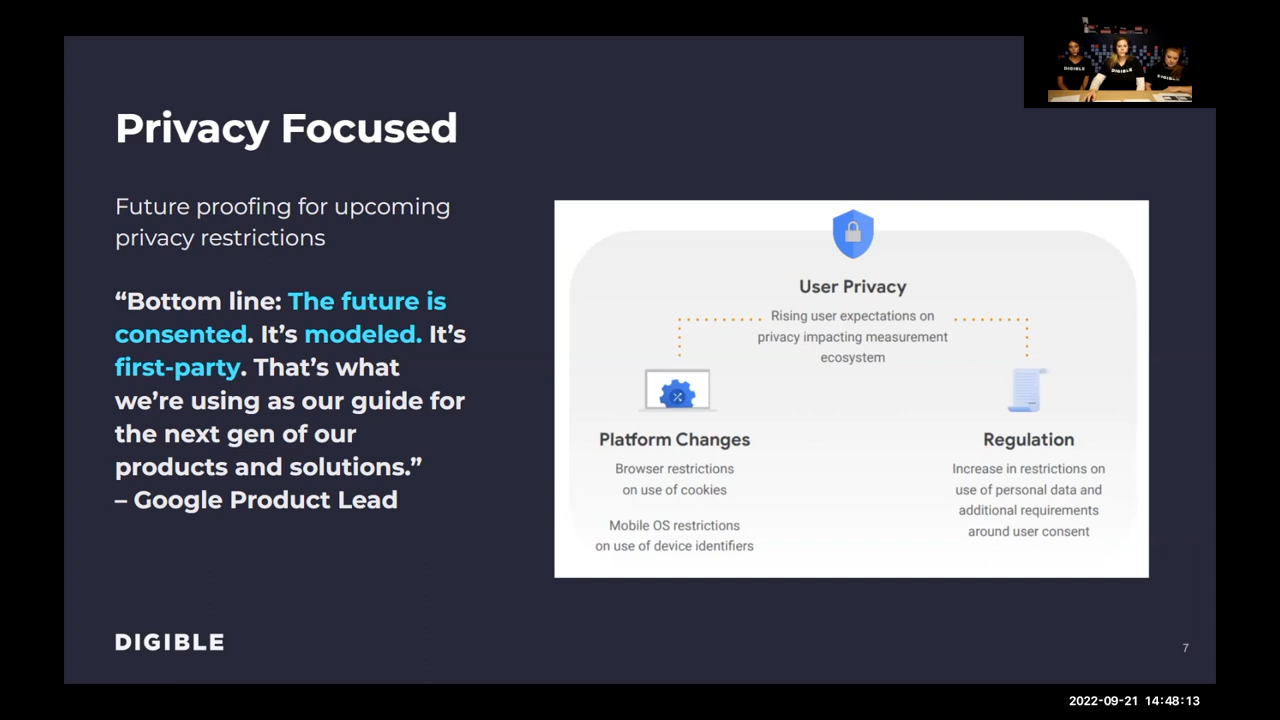 Privacy Focused
Future proofing for upcoming
privacy restrictions
“Bottom line: The future is
consented. It’s modeled. It’s
first-party. That’s what
we’re using as our guide for
the next gen of our
products and solutions.”
– Google Product Lead
User Privacy
Rising user expectations on
privacy impacting measurement
ecosystem
Platform Changes
Browser restrictions
on use of cookies
Mobile OS restrictions
on use of device identifiers
Regulation
Increase in restrictions on
use of personal data and
additional requirements
around user consent
DIGIBLE
7
DIGIBLE
DIGIBLE
2022-09-21 14:48:13